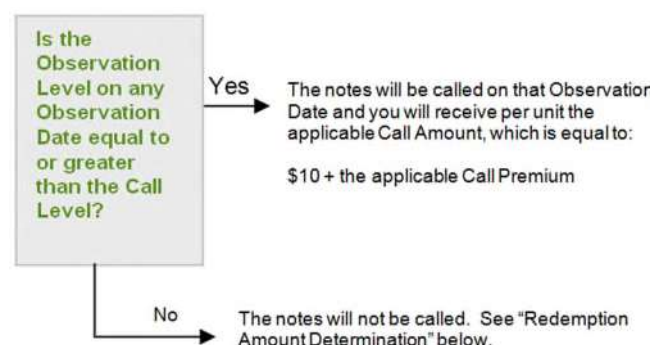 Is the
Observation
Level on any
Observation
Date equal to
or greater
than the Call
Level?
Yes
The notes will be called on that Observation
Date and you will receive per unit the
applicable Call Amount, which is equal to:
$10 + the applicable Call Premium
No
The notes will not be called. See “Redemption
Amount Determination” below.